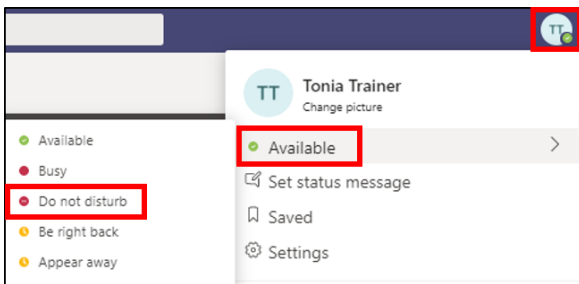 TT
TT
Tonia Trainer
Change picture
Available
Set status message
Saved
Settings
Available
Busy
Do not disturb
Be right back
Appear away